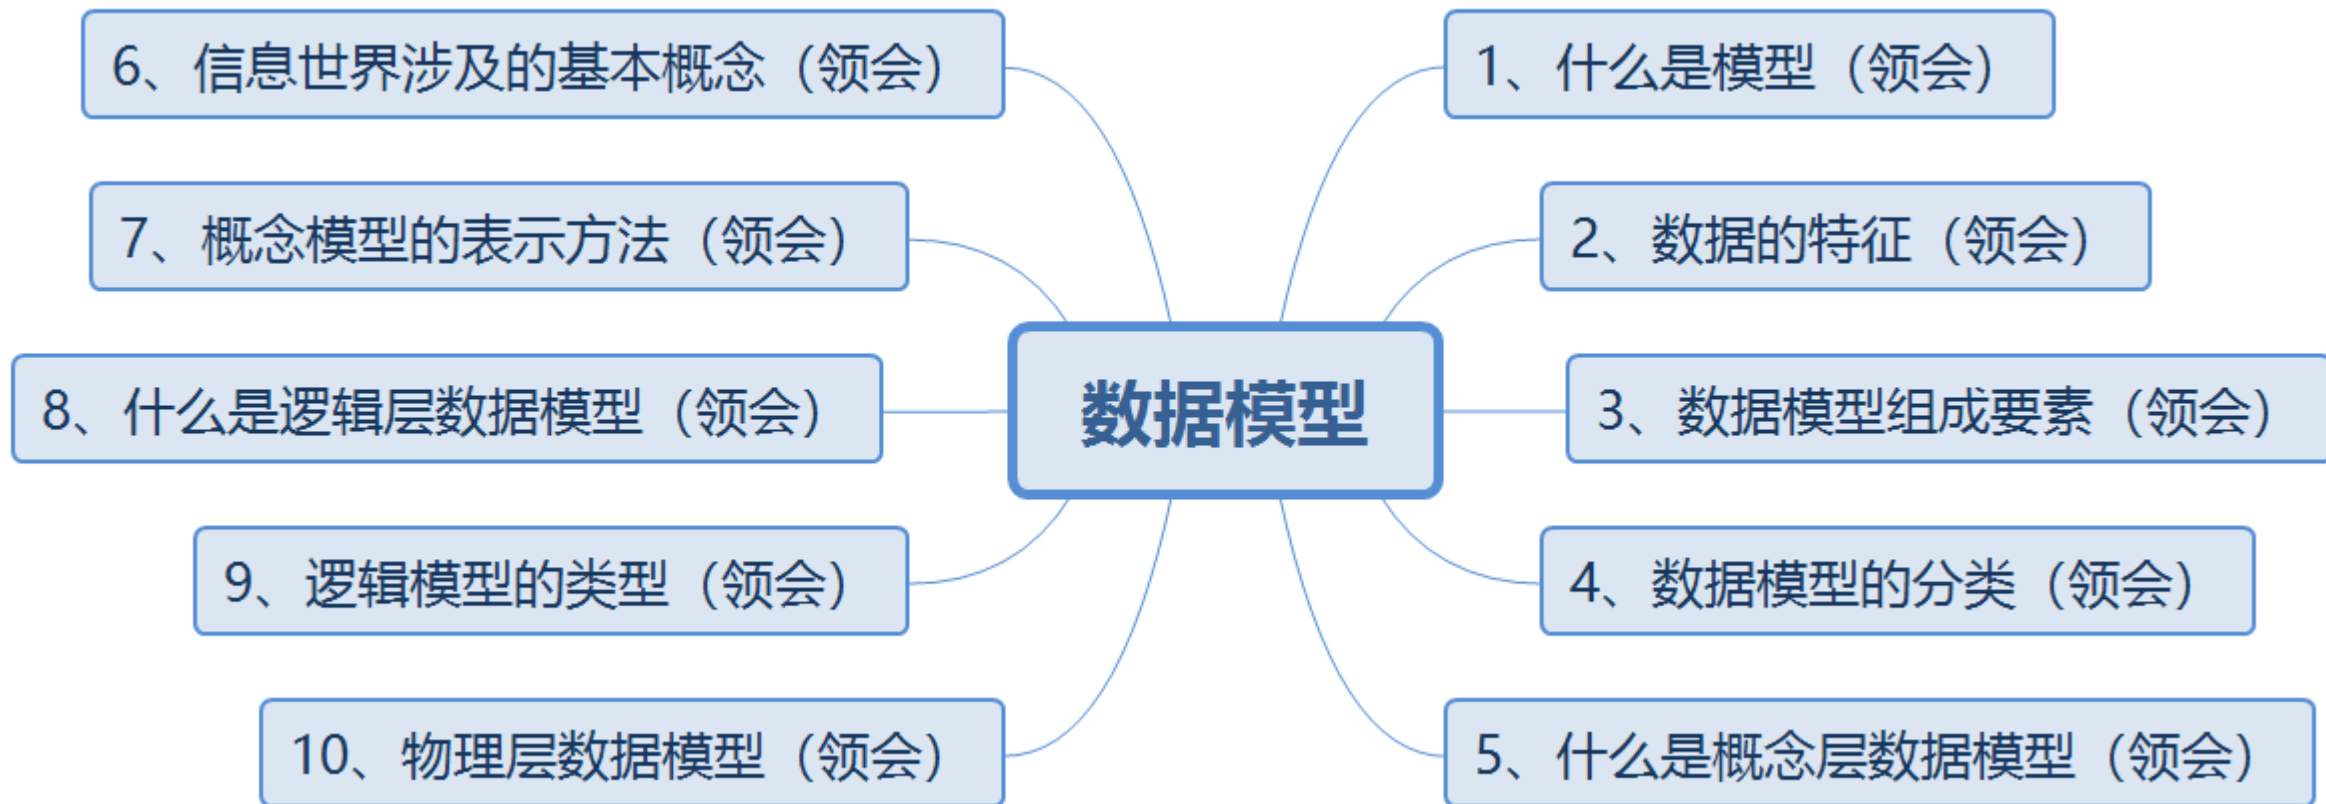 数据模型
1、什么是模型（领会）
2、数据的特征（领会）
3、数据模型组成要素（领会）
4、数据模型的分类（领会）
5、什么是概念层数据模型（领会）
6、信息世界涉及的基本概念（领会）
7、概念模型的表示方法（领会）
8、什么是逻辑层数据模型（领会）
9、逻辑模型的类型（领会）
10、物理层数据模型（领会）